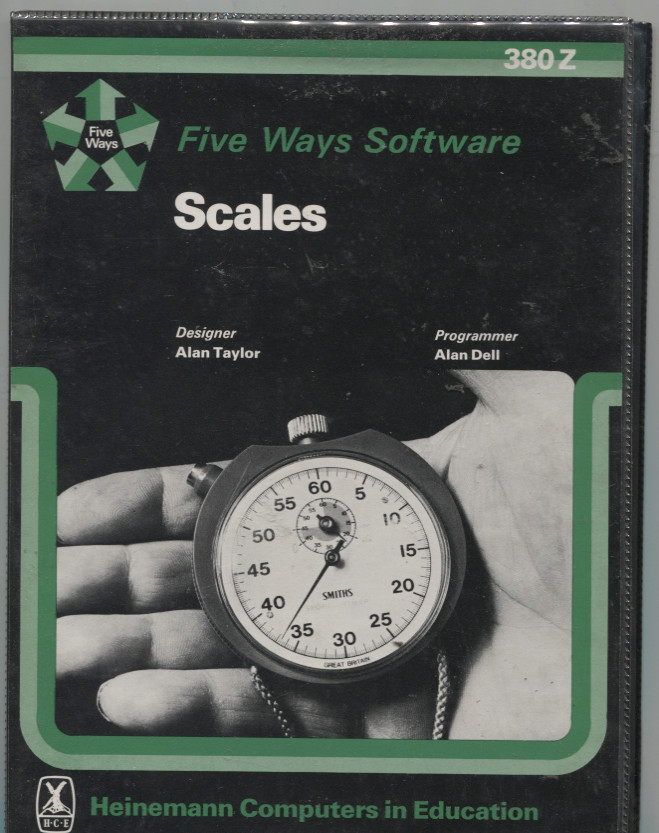 380 Z
Five
Ways
Five Ways Software
Scales
Designer
Alan Taylor
Programmer
Alan Dell
60
5
10
15
20
25
30
35
40
45
50
55
SMITHS
GREAT BRITAIN
H·C·E
Heinemann Computers in Education